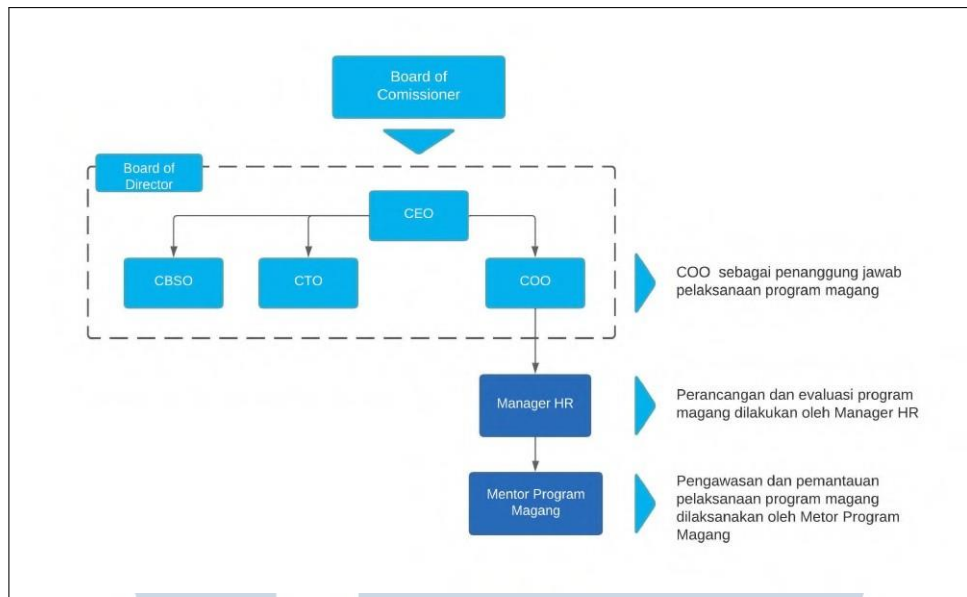 Board of
Comissioner
Board of
Director
CEO
CBSO
CTO
COO
COO sebagai penanggung jawab
pelaksanaan program magang
Manager HR
Perancangan dan evaluasi program
magang dilakukan oleh Manager HR
Mentor Program
Magang
Pengawasan dan pemantauan
pelaksanaan program magang
dilaksanakan oleh Metor Program
Magang